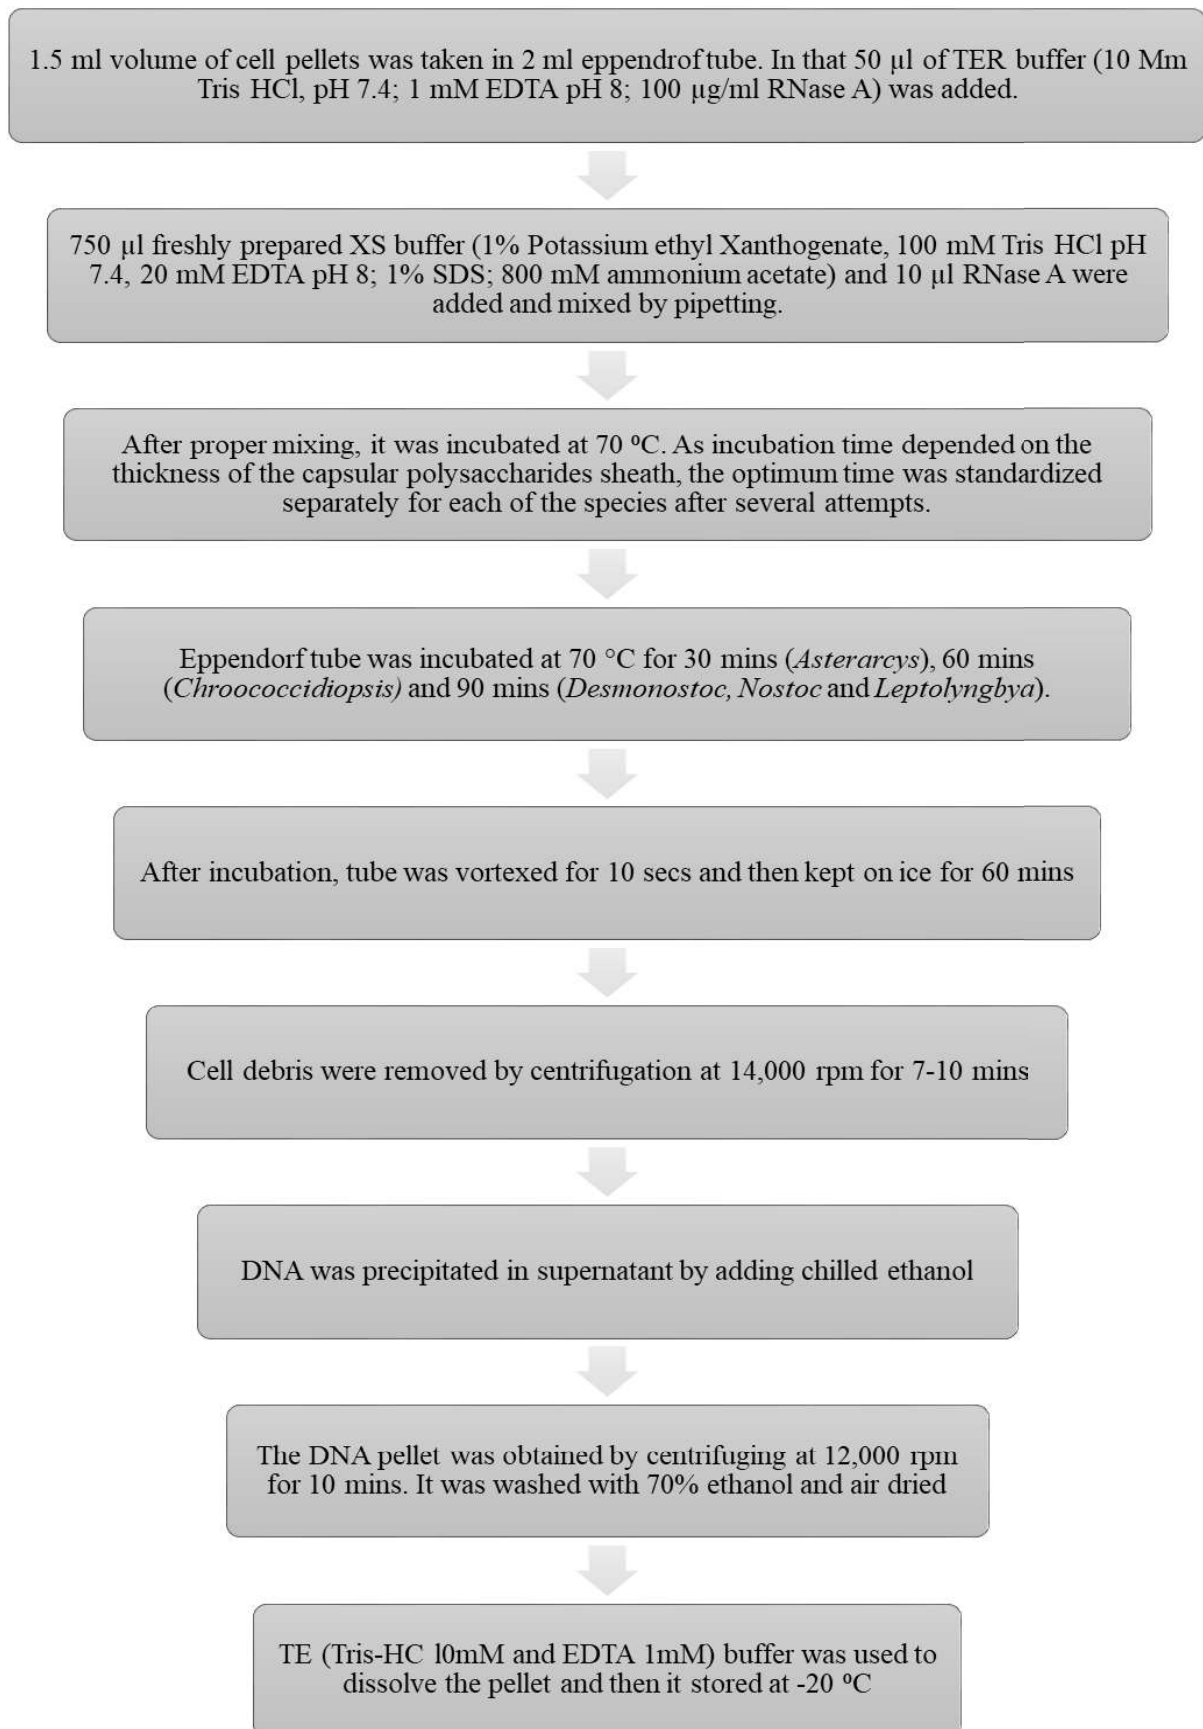 1.5 ml volume of cell pellets was taken in 2 ml eppendrof tube. In that 50 µl of TER buffer (10 Mm
Tris HCl, pH 7.4; 1 mM EDTA pH 8; 100 µg/ml RNase A) was added.
750 µl freshly prepared XS buffer (1% Potassium ethyl Xanthogenate, 100 mM Tris HCl pH
7.4, 20 mM EDTA pH 8; 1% SDS; 800 mM ammonium acetate) and 10 µl RNase A were
added and mixed by pipetting.
After proper mixing, it was incubated at 70 ⁰C. As incubation time depended on the
thickness of the capsular polysaccharides sheath, the optimum time was standardized
separately for each of the species after several attempts.
Eppendorf tube was incubated at 70 °C for 30 mins (Asterarcys), 60 mins
(Chroococcidiopsis) and 90 mins (Desmonostoc, Nostoc and Leptolyngbya).
After incubation, tube was vortexed for 10 secs and then kept on ice for 60 mins
Cell debris were removed by centrifugation at 14,000 rpm for 7-10 mins
DNA was precipitated in supernatant by adding chilled ethanol
The DNA pellet was obtained by centrifuging at 12,000 rpm
for 10 mins. It was washed with 70% ethanol and air dried
TE (Tris-HC l0mM and EDTA 1mM) buffer was used to
dissolve the pellet and then it stored at -20 ⁰C